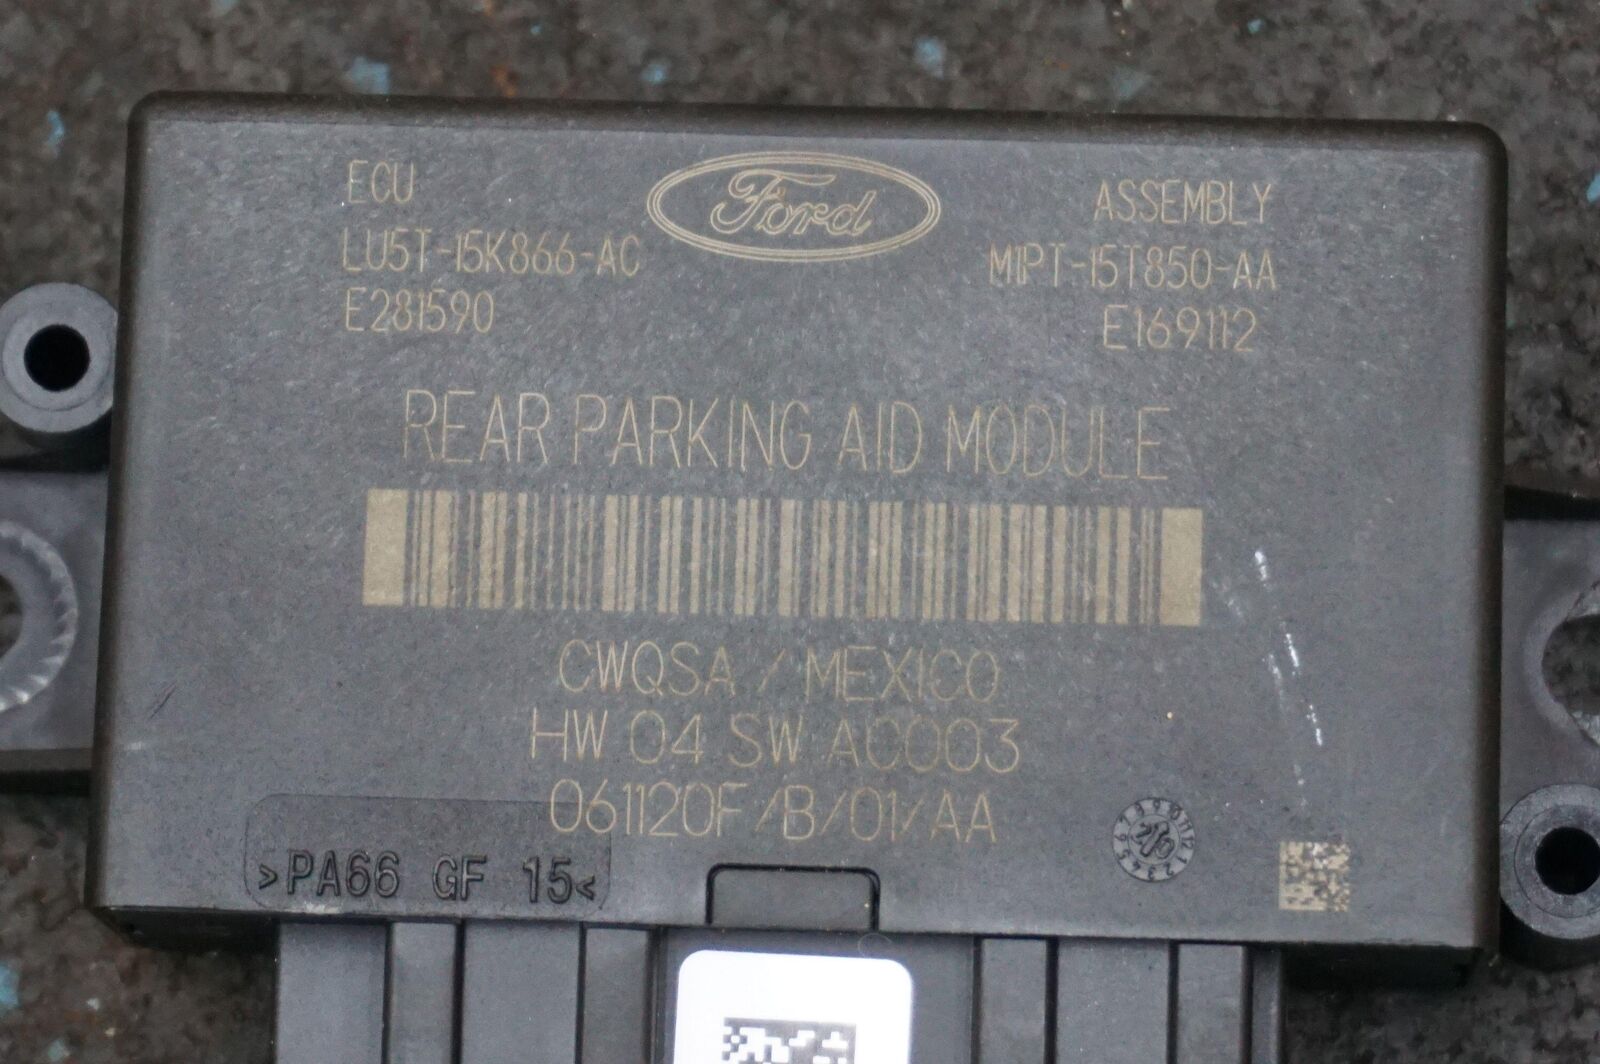 ECU
LU5T-15K866-AC
E281590
Ford
ASSEMBLY
M1PT-15T850-AA
E169112
REAR PARKING AID MODULE
CWQSA / MEXICO
HW 04 SW AC003
061120F/B/01/AA
>PA66 GF 15<